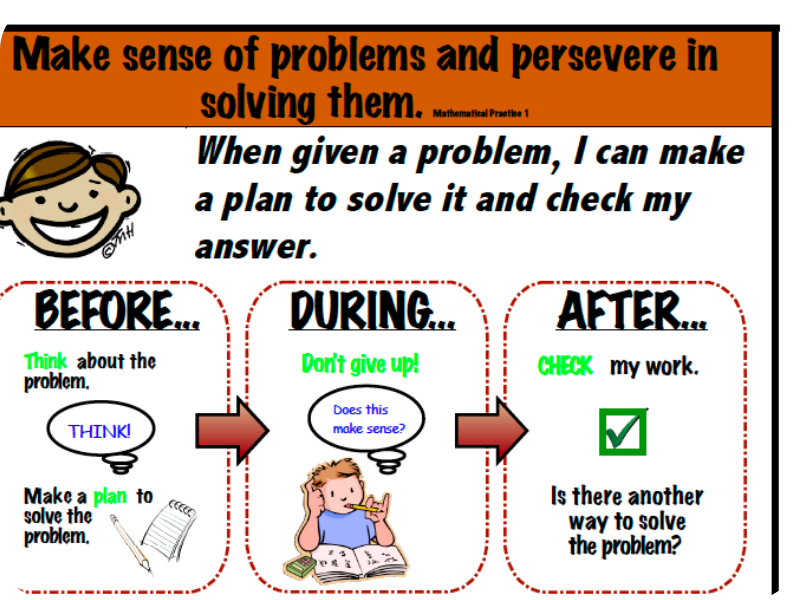 Make sense of problems and persevere in
solving them. Mathematical Practice 1
When given a problem, I can make
a plan to solve it and check my
answer.
©MH
BEFORE...
Think about the
problem.
THINK!
Make a plan to
solve the
problem.
DURING...
Don't give up!
Does this
make sense?
AFTER...
CHECK my work.
Is there another
way to solve
the problem?